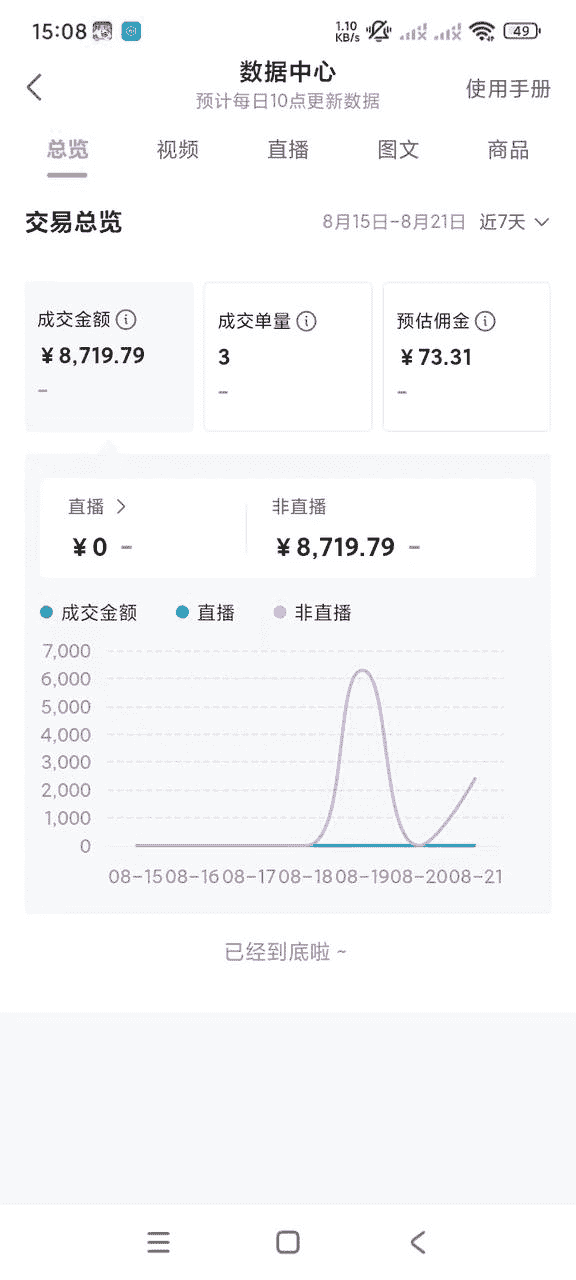 15:08 1.10 KB/s 49
数据中心
预计每日10点更新数据
使用手册
总览 视频 直播 图文 商品
交易总览 8月15日-8月21日 近7天
成交金额 成交单量 预估佣金
¥8,719.79 3 ¥73.31
- - -
直播 非直播
¥0 - ¥8,719.79 -
成交金额 直播 非直播
7,000
6,000
5,000
4,000
3,000
2,000
1,000
0
08-15 08-16 08-17 08-18 08-19 08-20 08-21
已经到底啦 ~